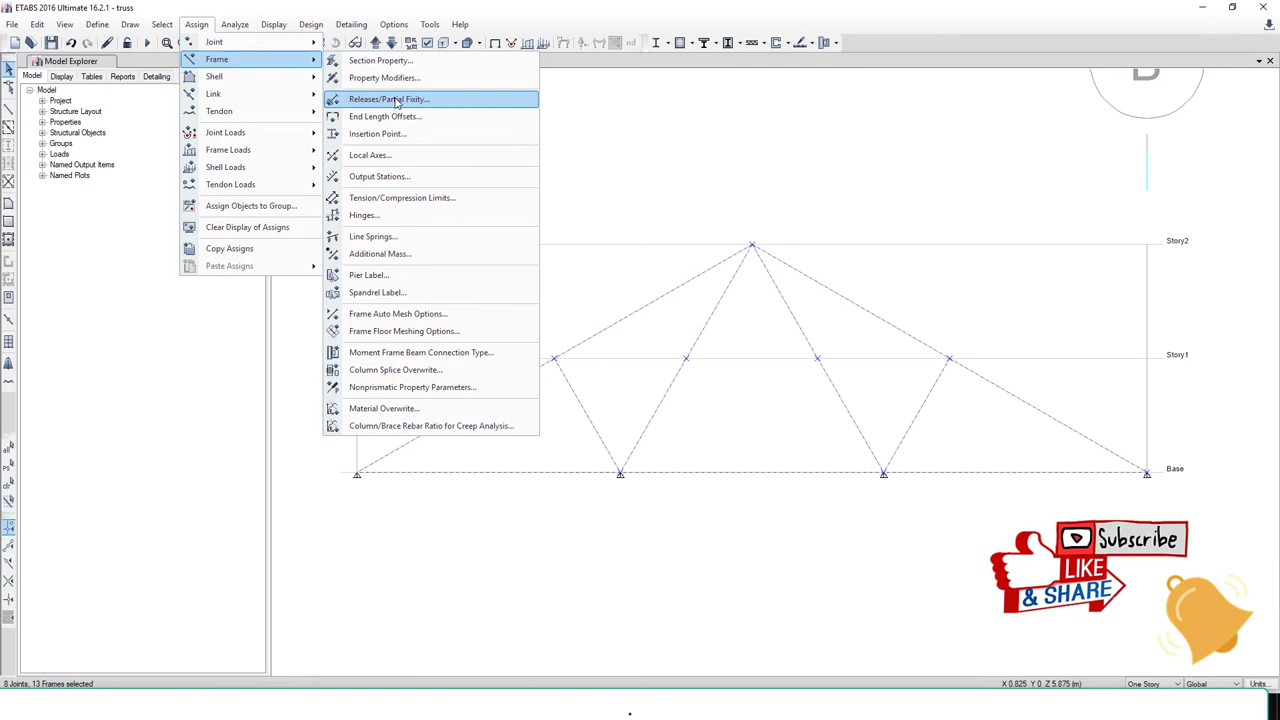 ETABS 2016 Ultimate 16.2.1 - truss
File Edit View Define Draw Select Assign Analyze Display Design Detailing Options Tools Help
nd
Model Explorer
Model Display Tables Reports Detailing
Model
Project
Structure Layout
Properties
Structural Objects
Groups
Loads
Named Output Items
Named Plots
Joint
Frame
Shell
Link
Tendon
Joint Loads
Frame Loads
Shell Loads
Tendon Loads
Assign Objects to Group...
Clear Display of Assigns
Copy Assigns
Paste Assigns
Section Property...
Property Modifiers...
Releases/Partial Fixity...
End Length Offsets...
Insertion Point...
Local Axes...
Output Stations...
Tension/Compression Limits...
Hinges...
Line Springs...
Additional Mass...
Pier Label...
Spandrel Label...
Frame Auto Mesh Options...
Frame Floor Meshing Options...
Moment Frame Beam Connection Type...
Column Splice Overwrite...
Nonprismatic Property Parameters...
Material Overwrite...
Column/Brace Rebar Ratio for Creep Analysis...
Story2
Story1
Base
Subscribe
LIKE
& SHARE
all
ps
clr
8 Joints, 13 Frames selected
X 0.825 Y 0 Z 5.875 (m)
One Story
Global
Units...